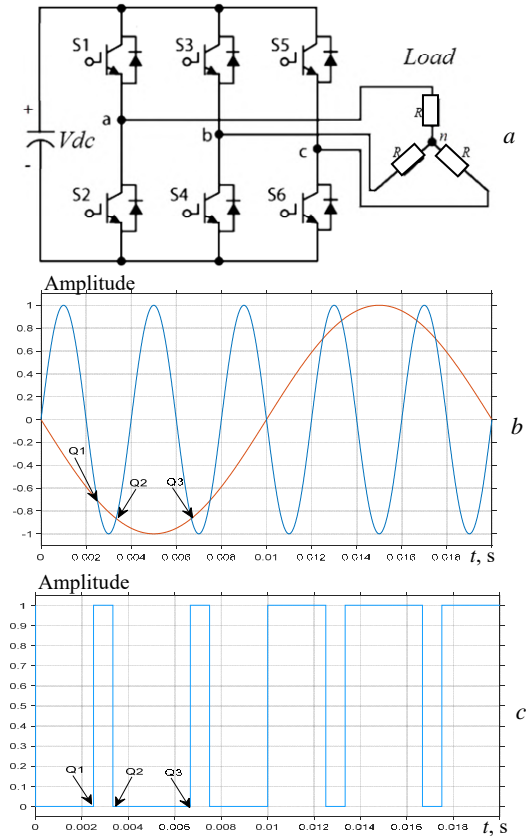 S1 S3 S5
Load
+
Vdc
-
a
b
c
R
n
R R
a
S2 S4 S6
Amplitude
1
0.8
0.6
0.4
0.2
0
-0.2
-0.4
-0.6
-0.8
-1
Q1
Q2
Q3
b
0 0.002 0.004 0.006 0.008 0.01 0.012 0.014 0.016 0.018
t, s
Amplitude
1
0.9
0.8
0.7
0.6
0.5
0.4
0.3
0.2
0.1
0
c
Q1 Q2 Q3
0 0.002 0.004 0.006 0.008 0.01 0.012 0.014 0.016 0.018
t, s